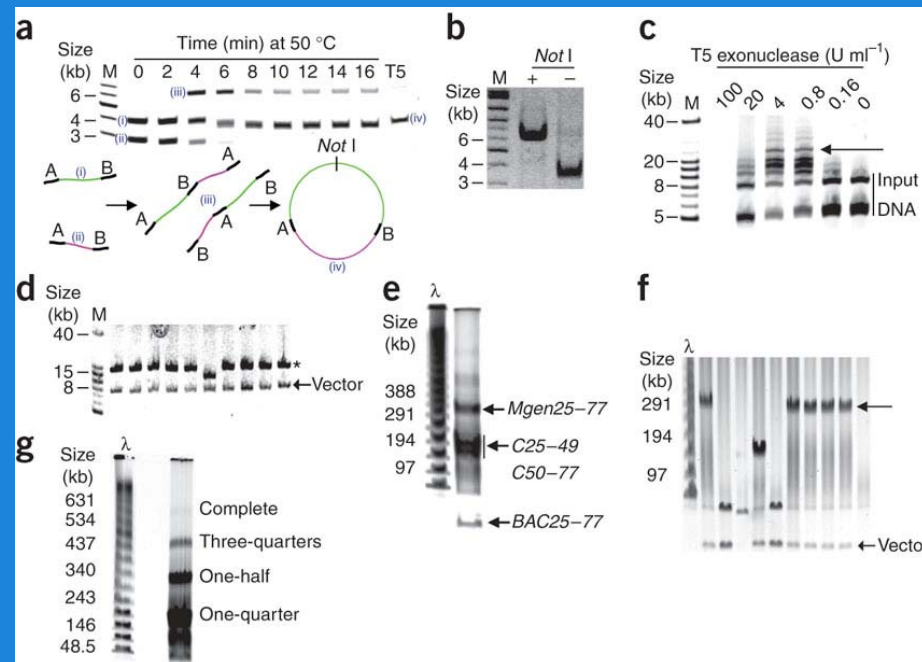 a
Size
(kb)
M
Time (min) at 50 °C
0 2 4 6 8 10 12 14 16 T5
6
4
3
(iii)
(i)
(ii)
(iv)
A (i) B
A (ii) B
A
B
(iii)
A
B
A
B
Not I
A B
(iv)
b
Size
(kb)
M
Not I
+ −
6
4
3
c
T5 exonuclease (U ml−1)
Size
(kb)
M
100 20 4 0.8 0.16 0
40
20
8
5
Input
DNA
d
Size
(kb)
M
40
15
8
*
Vector
e
λ
Size
(kb)
388
291
194
97
Mgen25–77
C25–49
C50–77
BAC25–77
f
λ
Size
(kb)
291
194
97
Vecto
g
λ
Size
(kb)
631
534
437
340
243
146
48.5
Complete
Three-quarters
One-half
One-quarter